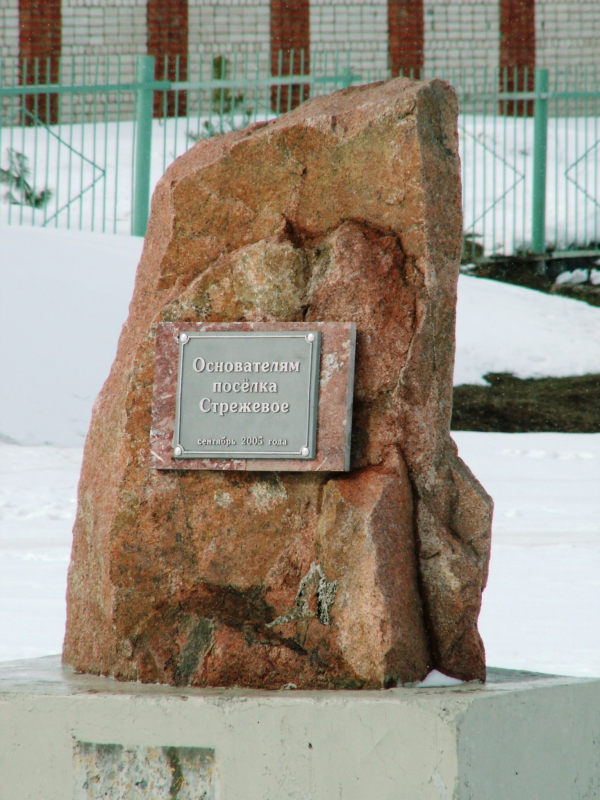 Основателям
посёлка
Стрежевое
сентябрь 2005 года